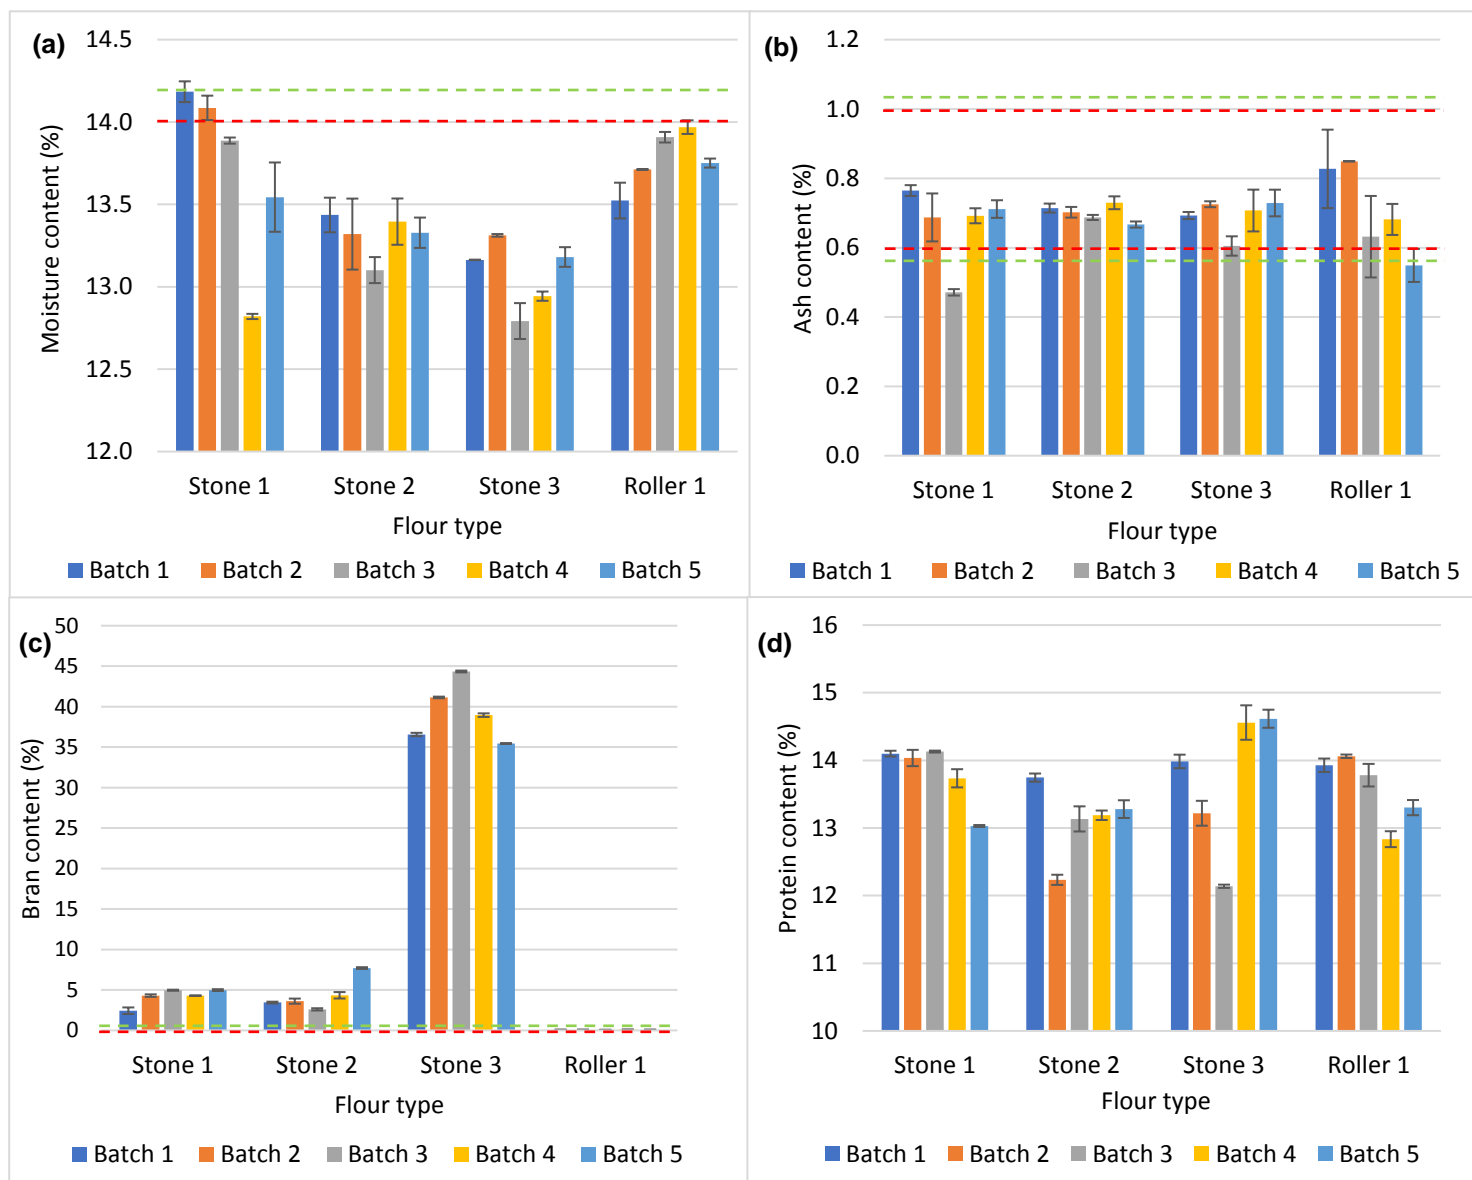 (a)
Moisture content (%)
14.5
14.0
13.5
13.0
12.5
12.0
Stone 1 Stone 2 Stone 3 Roller 1
Flour type
Batch 1 Batch 2 Batch 3 Batch 4 Batch 5
(b)
Ash content (%)
1.2
1.0
0.8
0.6
0.4
0.2
0.0
Stone 1 Stone 2 Stone 3 Roller 1
Flour type
Batch 1 Batch 2 Batch 3 Batch 4 Batch 5
(c)
Bran content (%)
50
45
40
35
30
25
20
15
10
5
0
Stone 1 Stone 2 Stone 3 Roller 1
Flour type
Batch 1 Batch 2 Batch 3 Batch 4 Batch 5
(d)
Protein content (%)
16
15
14
13
12
11
10
Stone 1 Stone 2 Stone 3 Roller 1
Flour type
Batch 1 Batch 2 Batch 3 Batch 4 Batch 5